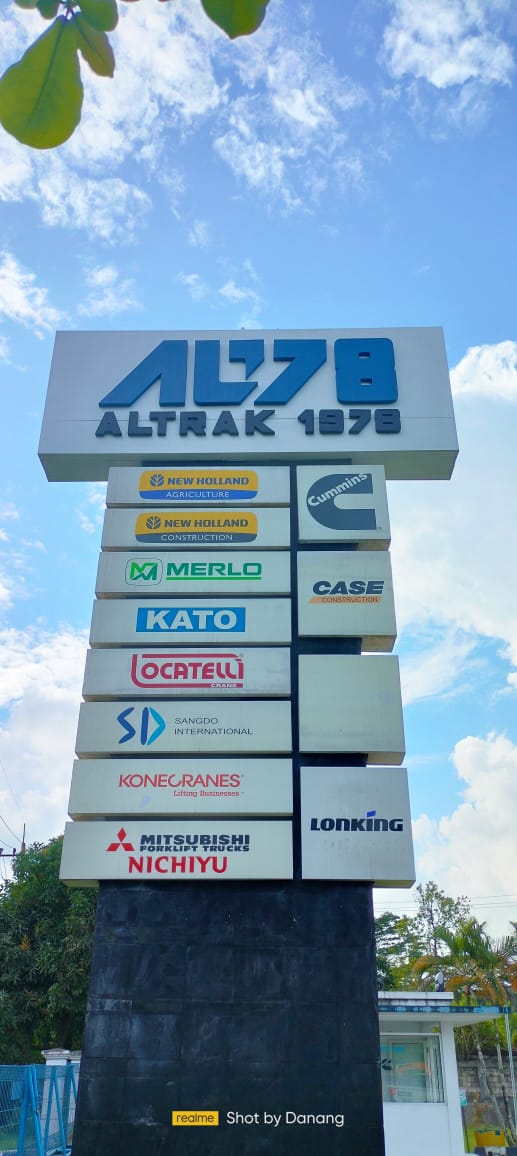 AL78
ALTRAK 1978
NEW HOLLAND
AGRICULTURE
NEW HOLLAND
CONSTRUCTION
MERLO
KATO
LOCATELLI
CRANE
SD
SANGDO
INTERNATIONAL
KONECRANES®
Lifting Businesses™
MITSUBISHI
FORKLIFT TRUCKS
NICHIYU
Cummins
®
CASE
CONSTRUCTION
LONKING
realme Shot by Danang